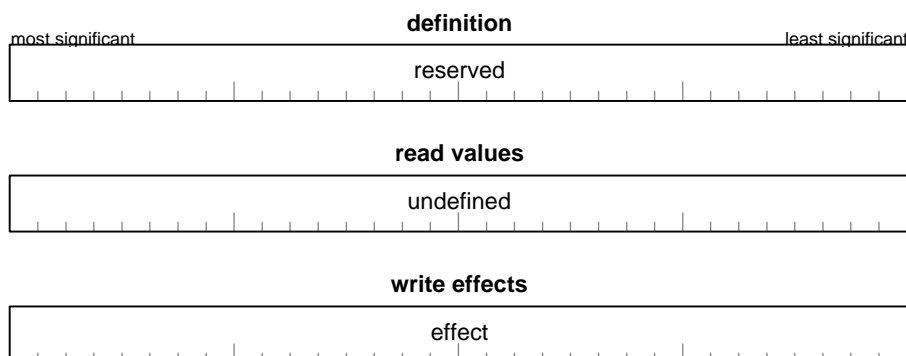 definition
most significant least significant
reserved
read values
undefined
write effects
effect